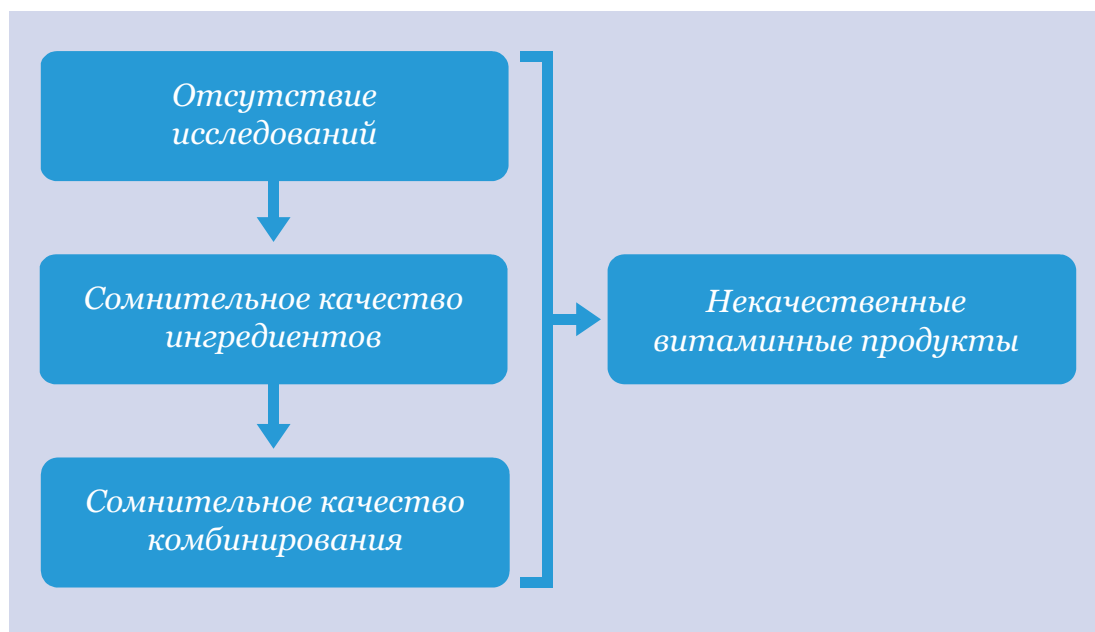 Отсутствие
исследований
Сомнительное качество
ингредиентов
Сомнительное качество
комбинирования
Некачественные
витаминные продукты